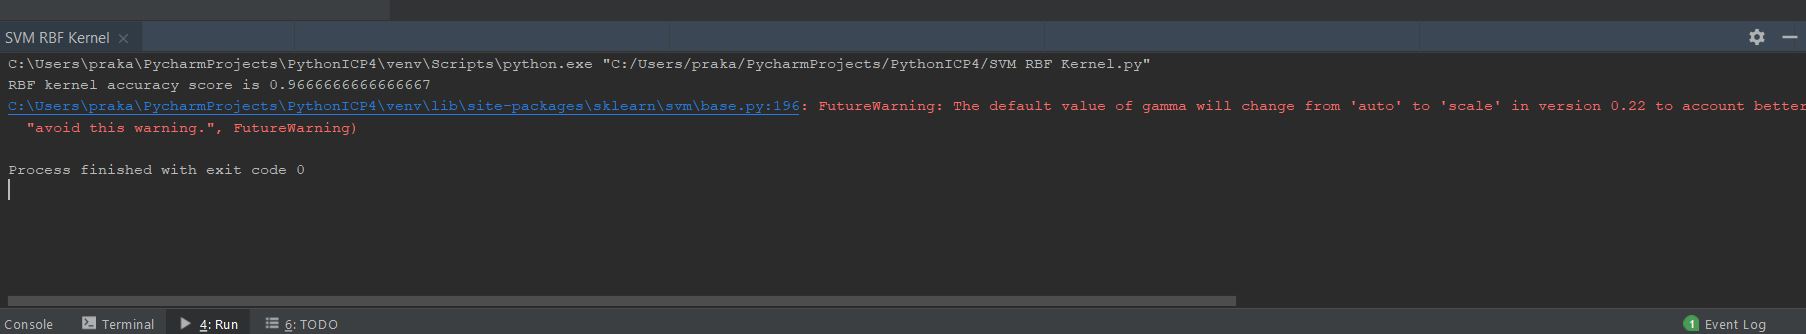 SVM RBF Kernel
C:\Users\praka\PycharmProjects\PythonICP4\venv\Scripts\python.exe "C:/Users/praka/PycharmProjects/PythonICP4/SVM RBF Kernel.py"
RBF kernel accuracy score is 0.9666666666666667
C:\Users\praka\PycharmProjects\PythonICP4\venv\lib\site-packages\sklearn\svm\base.py:196: FutureWarning: The default value of gamma will change from 'auto' to 'scale' in version 0.22 to account better
"avoid this warning.", FutureWarning)
Process finished with exit code 0
Console Terminal 4: Run 6: TODO 1 Event Log